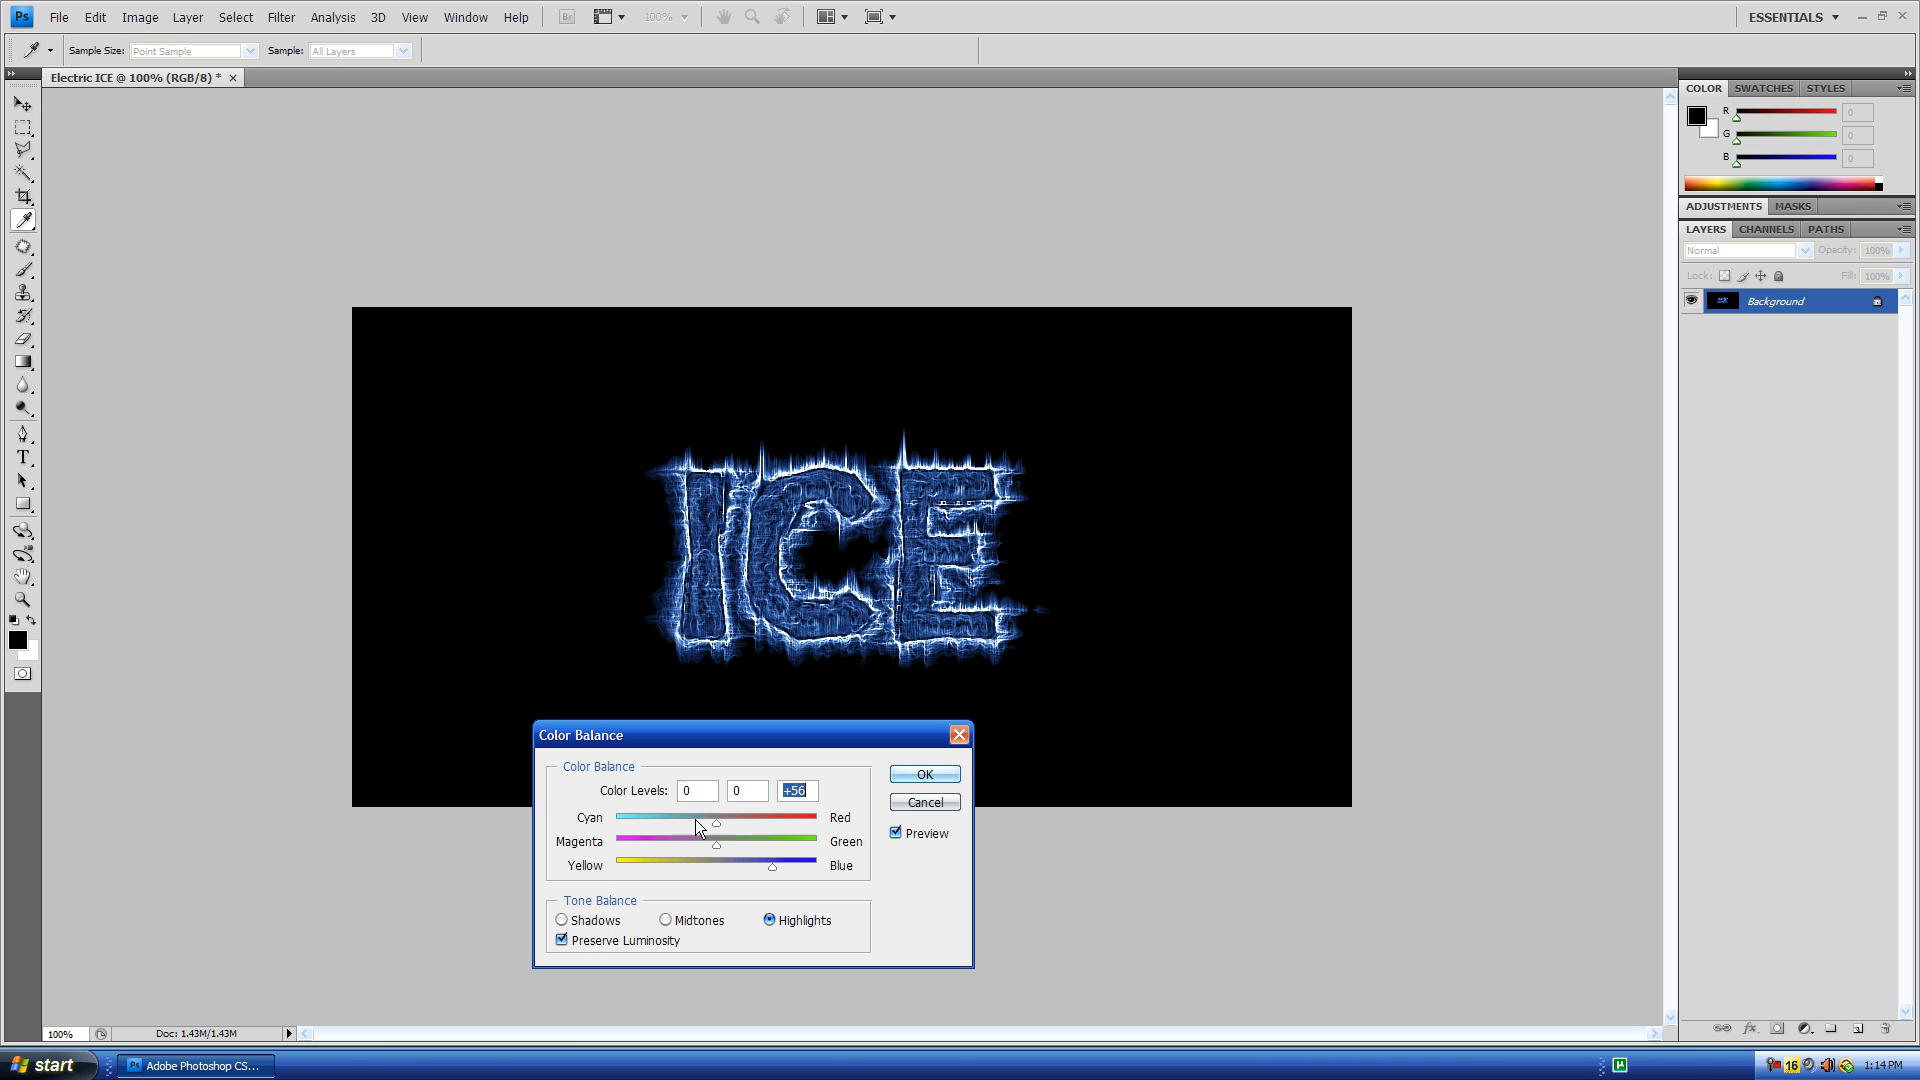 Ps File Edit Image Layer Select Filter Analysis 3D View Window Help Br 100% ESSENTIALS
Sample Size: Point Sample Sample: All Layers
Electric ICE @ 100% (RGB/8) *
COLOR SWATCHES STYLES
R 0
G 0
B 0
ADJUSTMENTS MASKS
LAYERS CHANNELS PATHS
Normal Opacity: 100%
Lock: Fill: 100%
Background
ICE
Color Balance
Color Balance
Color Levels: 0 0 +56
OK
Cyan Red
Cancel
Magenta Green
Preview
Yellow Blue
Tone Balance
Shadows Midtones Highlights
Preserve Luminosity
T
fx
100% Doc: 1.43M/1.43M
start Ps Adobe Photoshop CS... µ 16 1:14 PM